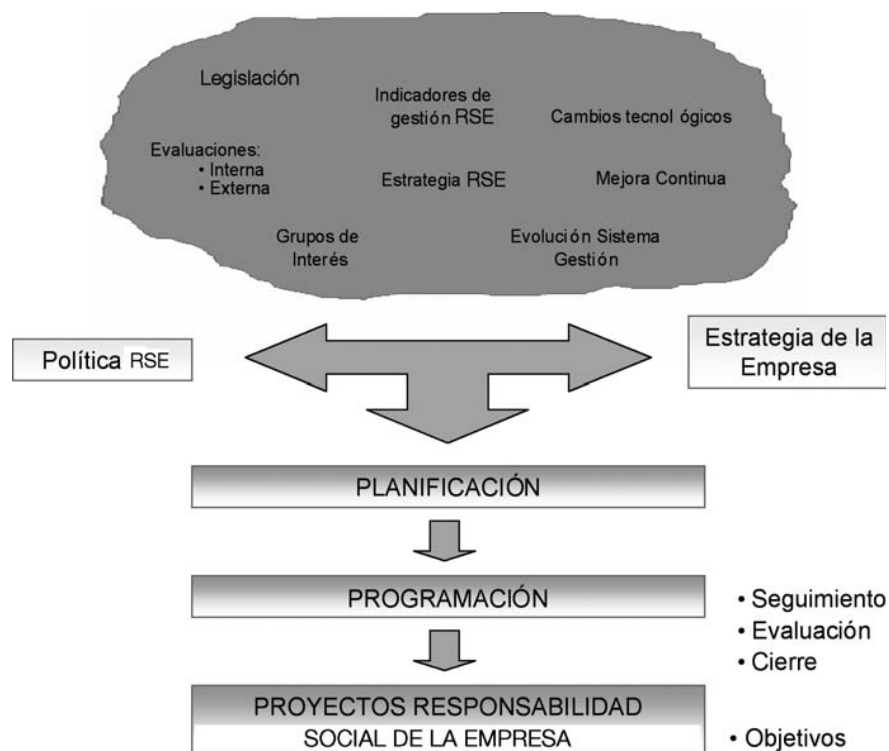 Legislación
Indicadores de
gestión RSE
Cambios tecnol ógicos
Evaluaciones:
• Interna
• Externa
Estrategia RSE
Mejora Continua
Grupos de
Interés
Evolución Sistema
Gestión
Política RSE
Estrategia de la
Empresa
PLANIFICACIÓN
PROGRAMACIÓN
• Seguimiento
• Evaluación
• Cierre
PROYECTOS RESPONSABILIDAD
SOCIAL DE LA EMPRESA
• Objetivos